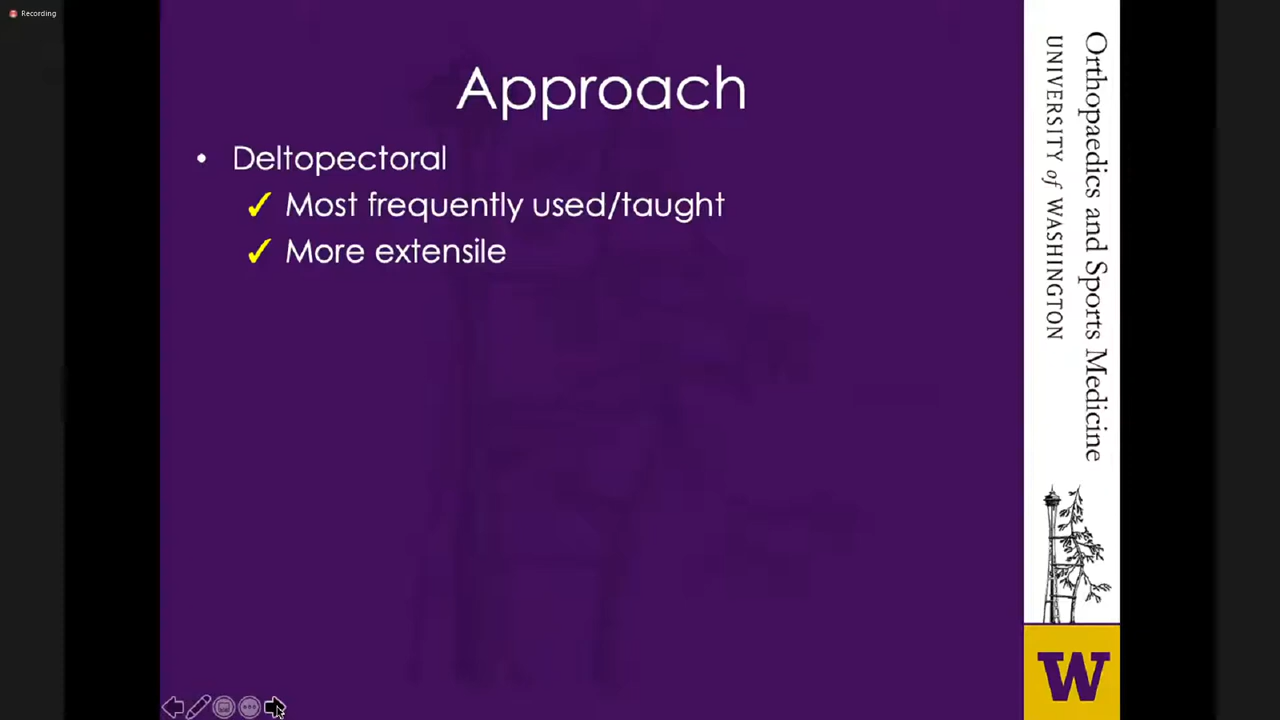 Recording
Approach
• Deltopectoral
✓ Most frequently used/taught
✓ More extensile
Orthopaedics and Sports Medicine
UNIVERSITY of WASHINGTON
W